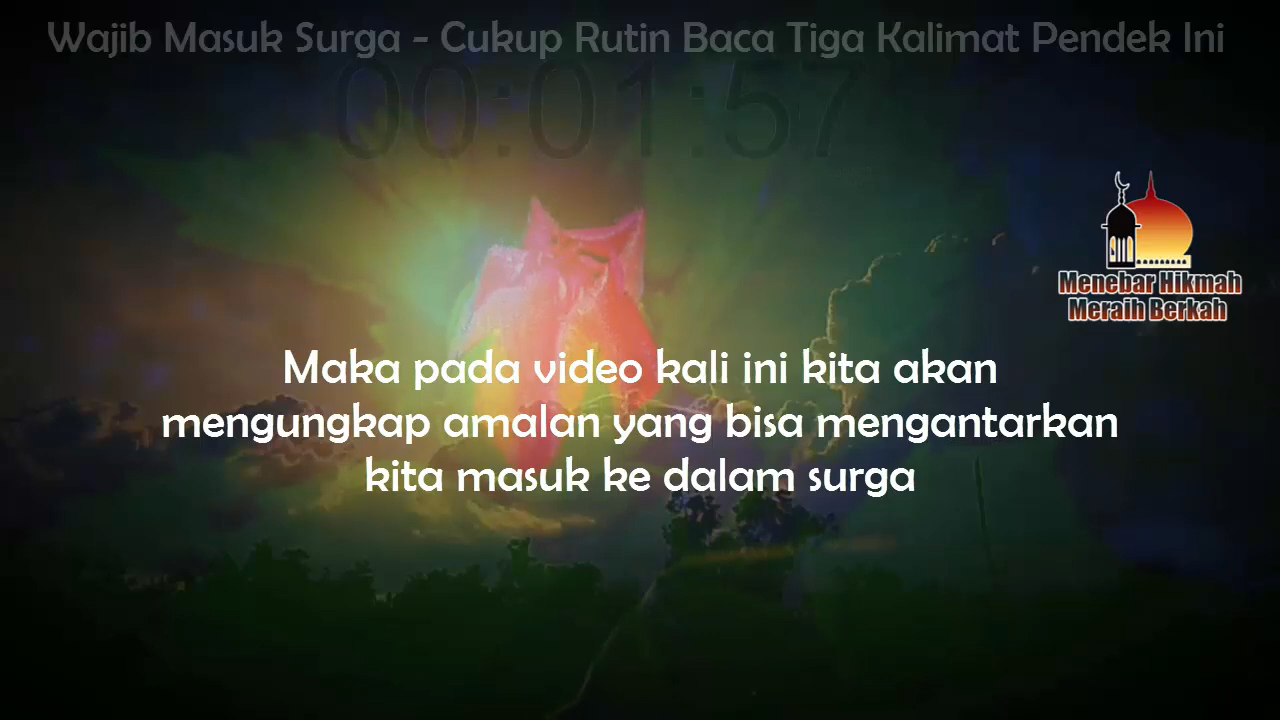 Wajib Masuk Surga - Cukup Rutin Baca Tiga Kalimat Pendek Ini
00:01:57
Menebar Hikmah
Meraih Berkah
Maka pada video kali ini kita akan
mengungkap amalan yang bisa mengantarkan
kita masuk ke dalam surga